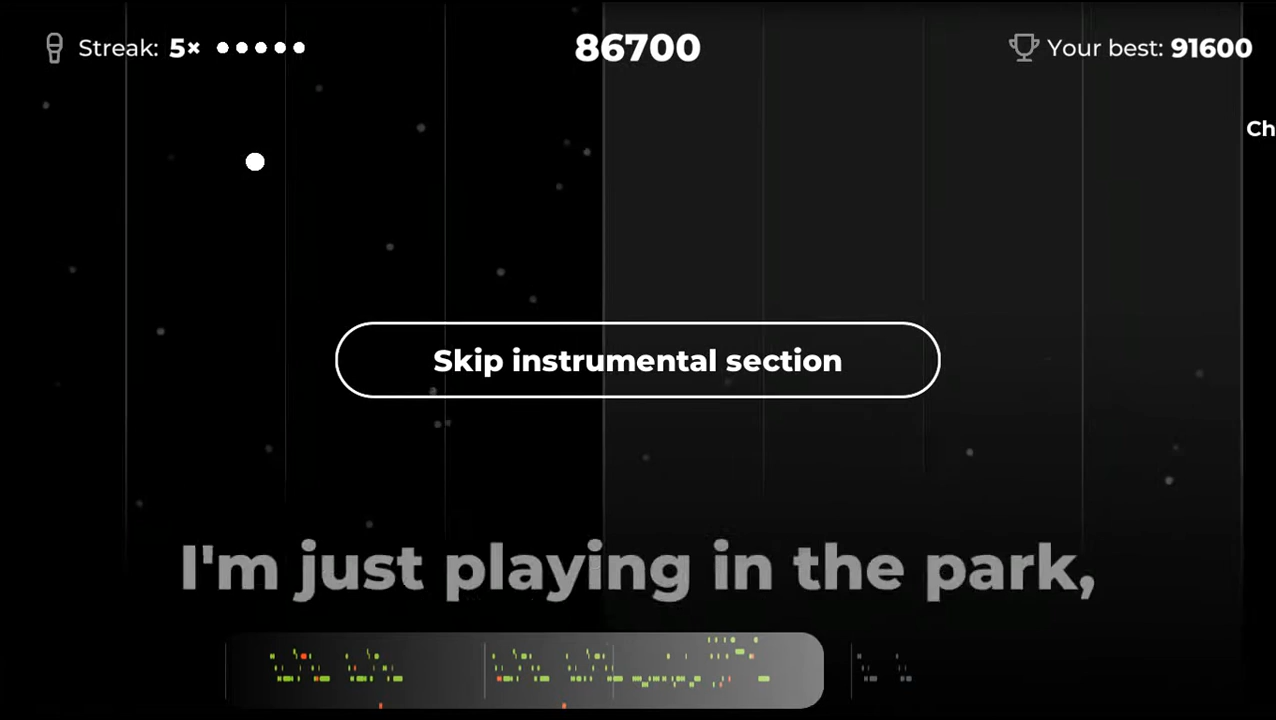 Streak: 5×
86700
Your best: 91600
Ch
Skip instrumental section
I'm just playing in the park,